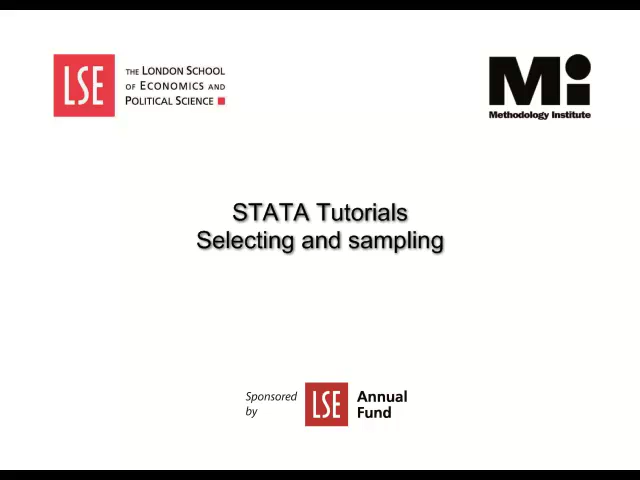 LSE
THE LONDON SCHOOL
OF ECONOMICS AND
POLITICAL SCIENCE
Mi
Methodology Institute
STATA Tutorials
Selecting and sampling
Sponsored
by
LSE
Annual
Fund